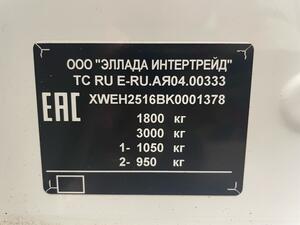 ООО "ЭЛЛАДА ИНТЕРТРЕЙД"
ТС RU E-RU.АЯ04.00333
EAC XWEH2516BK0001378
1800 кг
3000 кг
1- 1050 кг
2- 950 кг